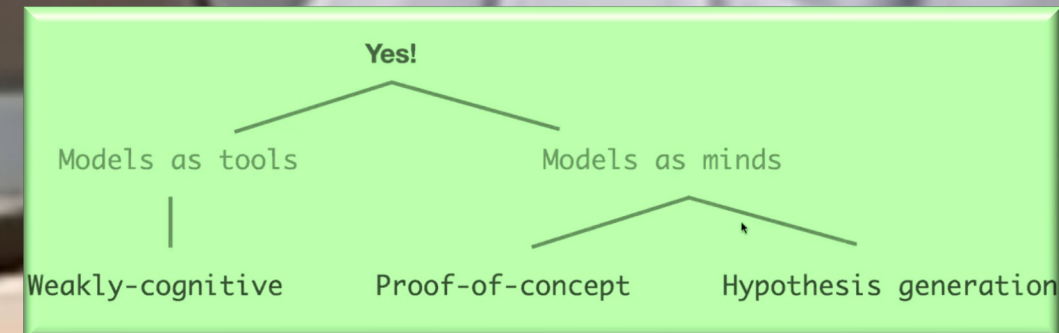 Yes!
Models as tools Models as minds
Weakly-cognitive Proof-of-concept Hypothesis generation